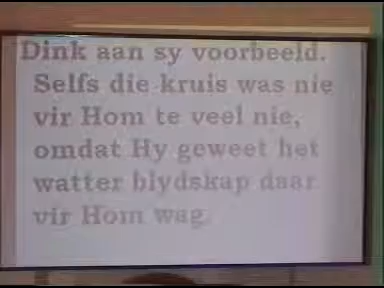 Dink aan sy voorbeeld.
Selfs die kruis was nie
vir Hom te veel nie,
omdat Hy geweet het
watter blydskap daar
vir Hom wag.